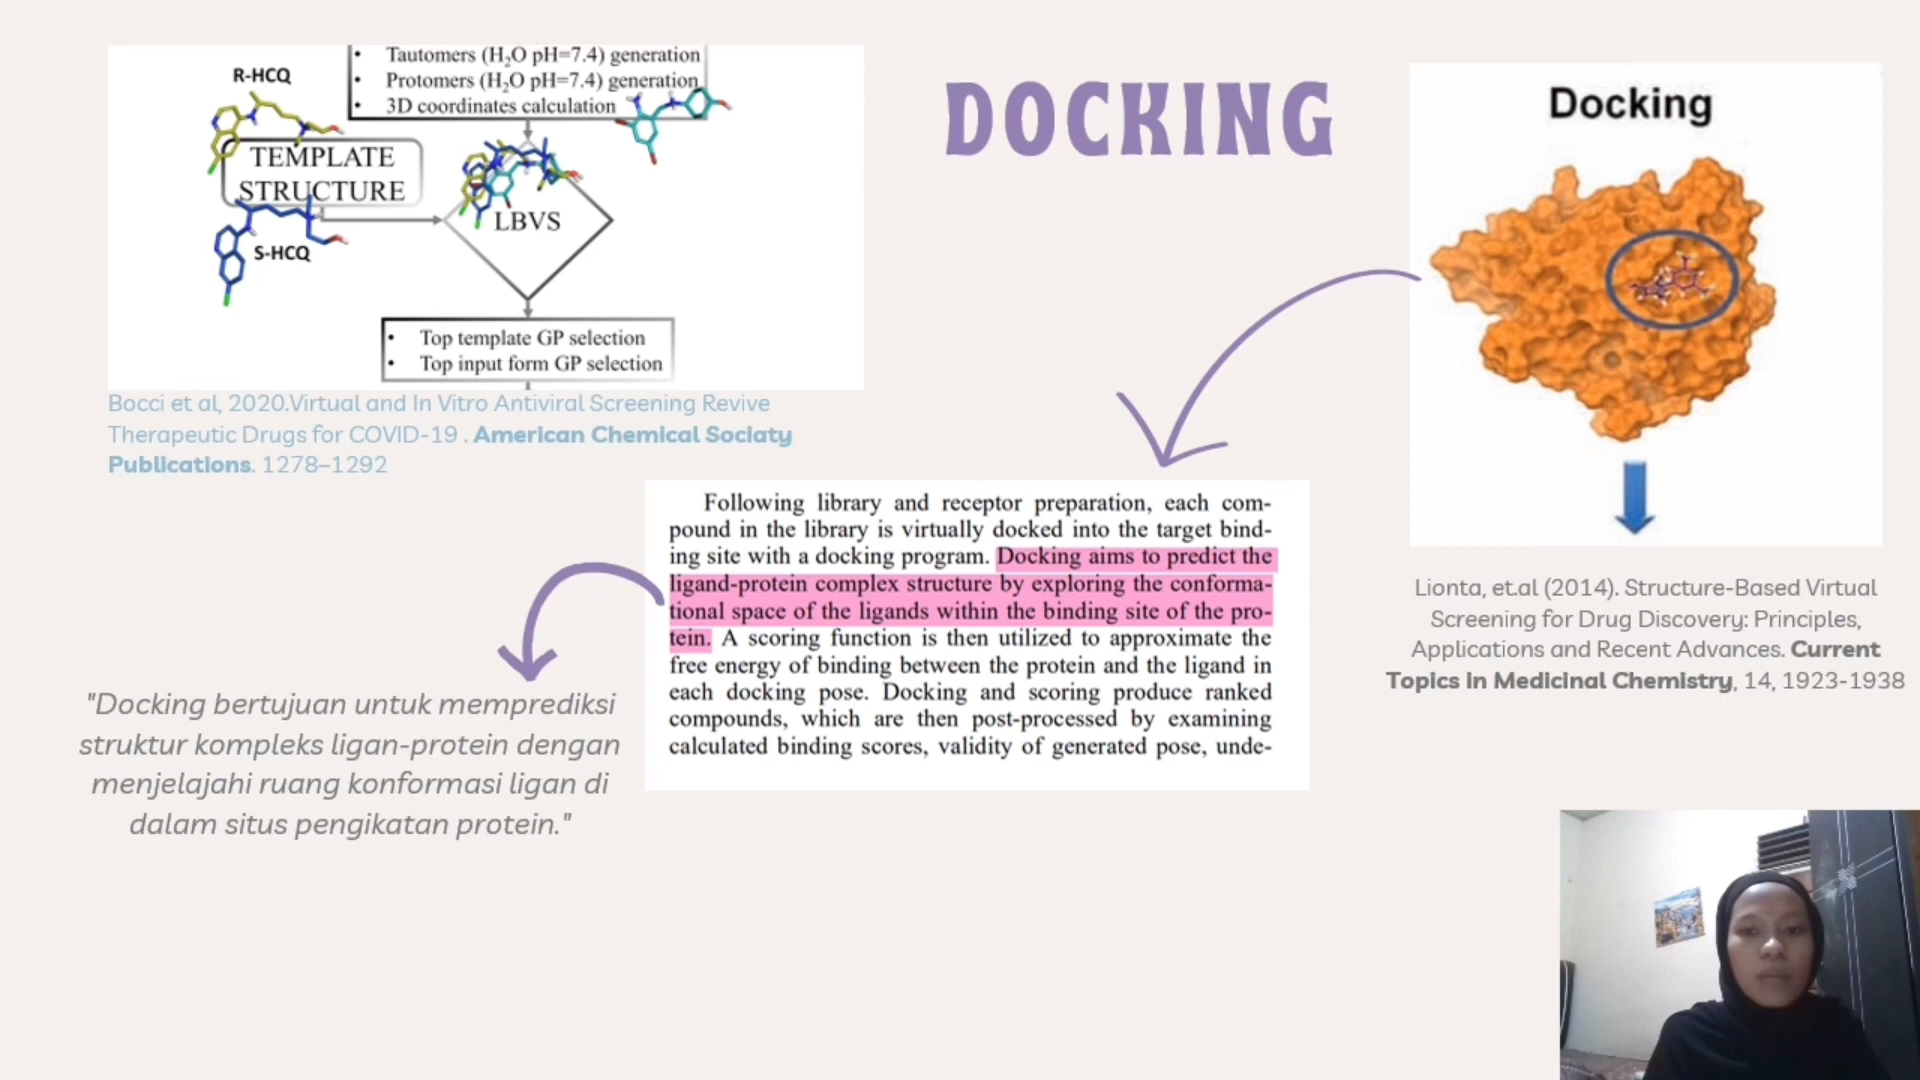 R-HCQ
• Tautomers (H₂O pH=7.4) generation
• Protomers (H₂O pH=7.4) generation
• 3D coordinates calculation
TEMPLATE
STRUCTURE
S-HCQ
LBVS
• Top template GP selection
• Top input form GP selection
Bocci et al, 2020.Virtual and In Vitro Antiviral Screening Revive
Therapeutic Drugs for COVID-19 . American Chemical Sociaty
Publications. 1278–1292
DOCKING
Docking
Lionta, et.al (2014). Structure-Based Virtual
Screening for Drug Discovery: Principles,
Applications and Recent Advances. Current
Topics in Medicinal Chemistry, 14, 1923-1938
Following library and receptor preparation, each com-
pound in the library is virtually docked into the target bind-
ing site with a docking program. Docking aims to predict the
ligand-protein complex structure by exploring the conforma-
tional space of the ligands within the binding site of the pro-
tein. A scoring function is then utilized to approximate the
free energy of binding between the protein and the ligand in
each docking pose. Docking and scoring produce ranked
compounds, which are then post-processed by examining
calculated binding scores, validity of generated pose, unde-
"Docking bertujuan untuk memprediksi
struktur kompleks ligan-protein dengan
menjelajahi ruang konformasi ligan di
dalam situs pengikatan protein."